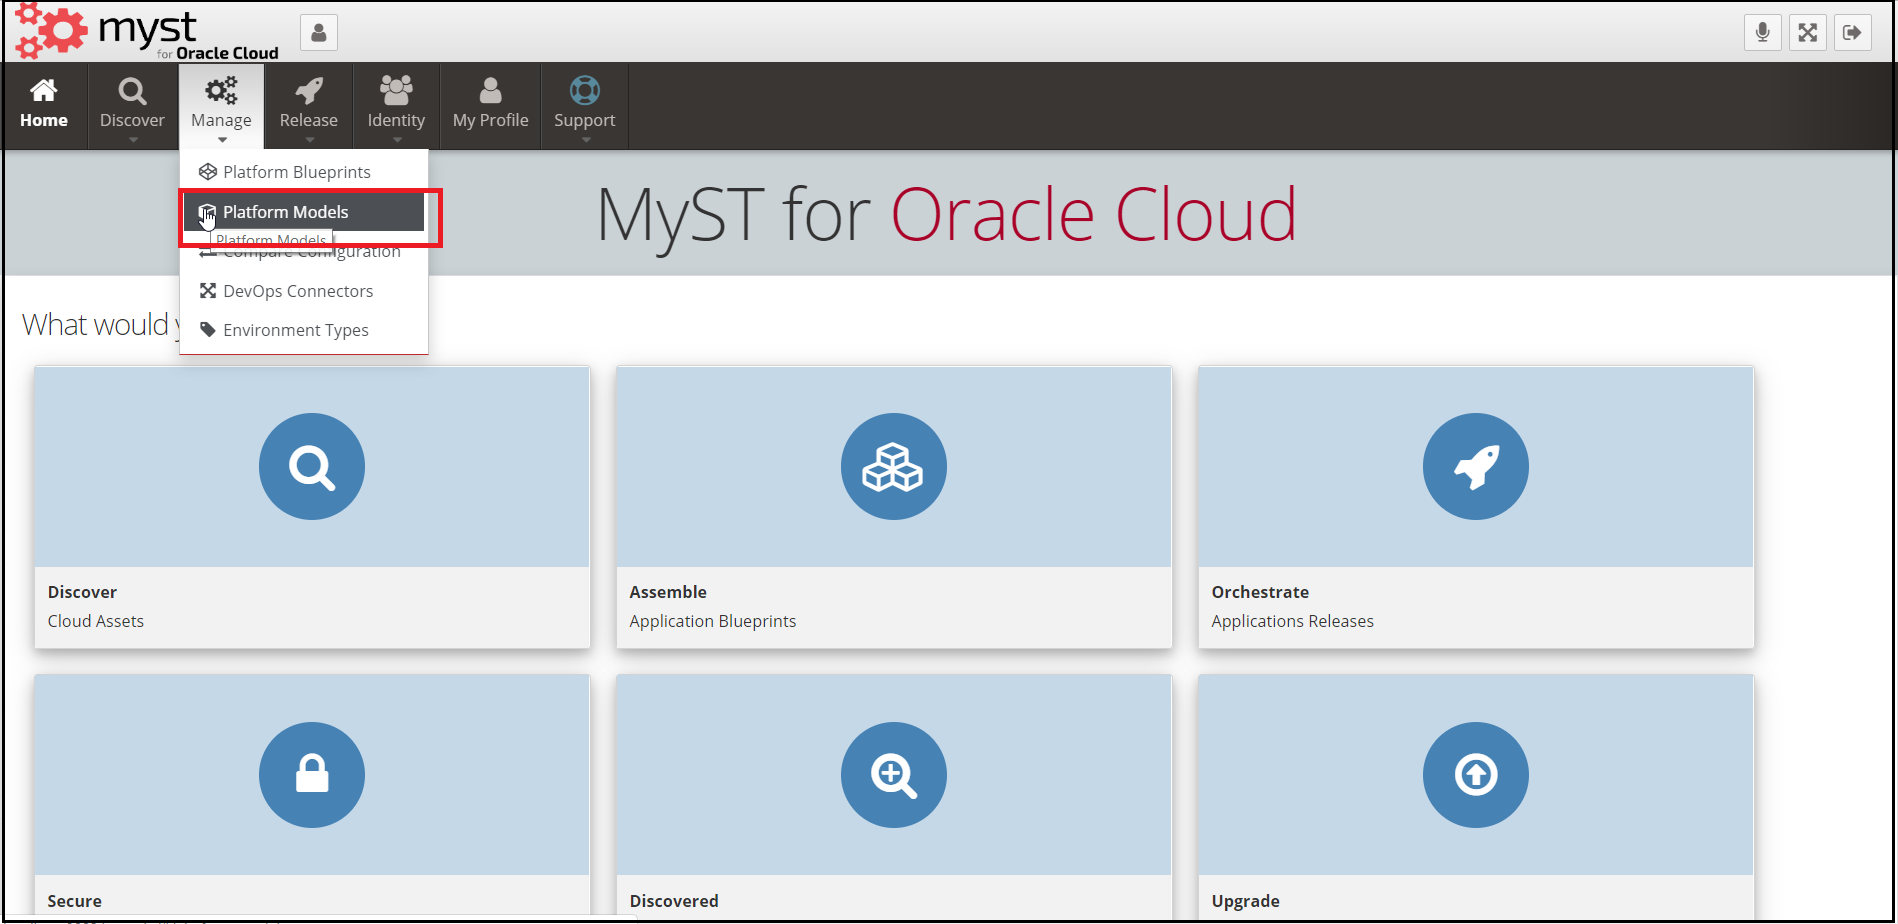 myst
for Oracle Cloud
Home
Discover
Manage
Release
Identity
My Profile
Support
Platform Blueprints
Platform Models
Platform Models
Compare Configuration
DevOps Connectors
Environment Types
MyST for Oracle Cloud
What would
Discover
Cloud Assets
Assemble
Application Blueprints
Orchestrate
Applications Releases
Secure
Discovered
Upgrade